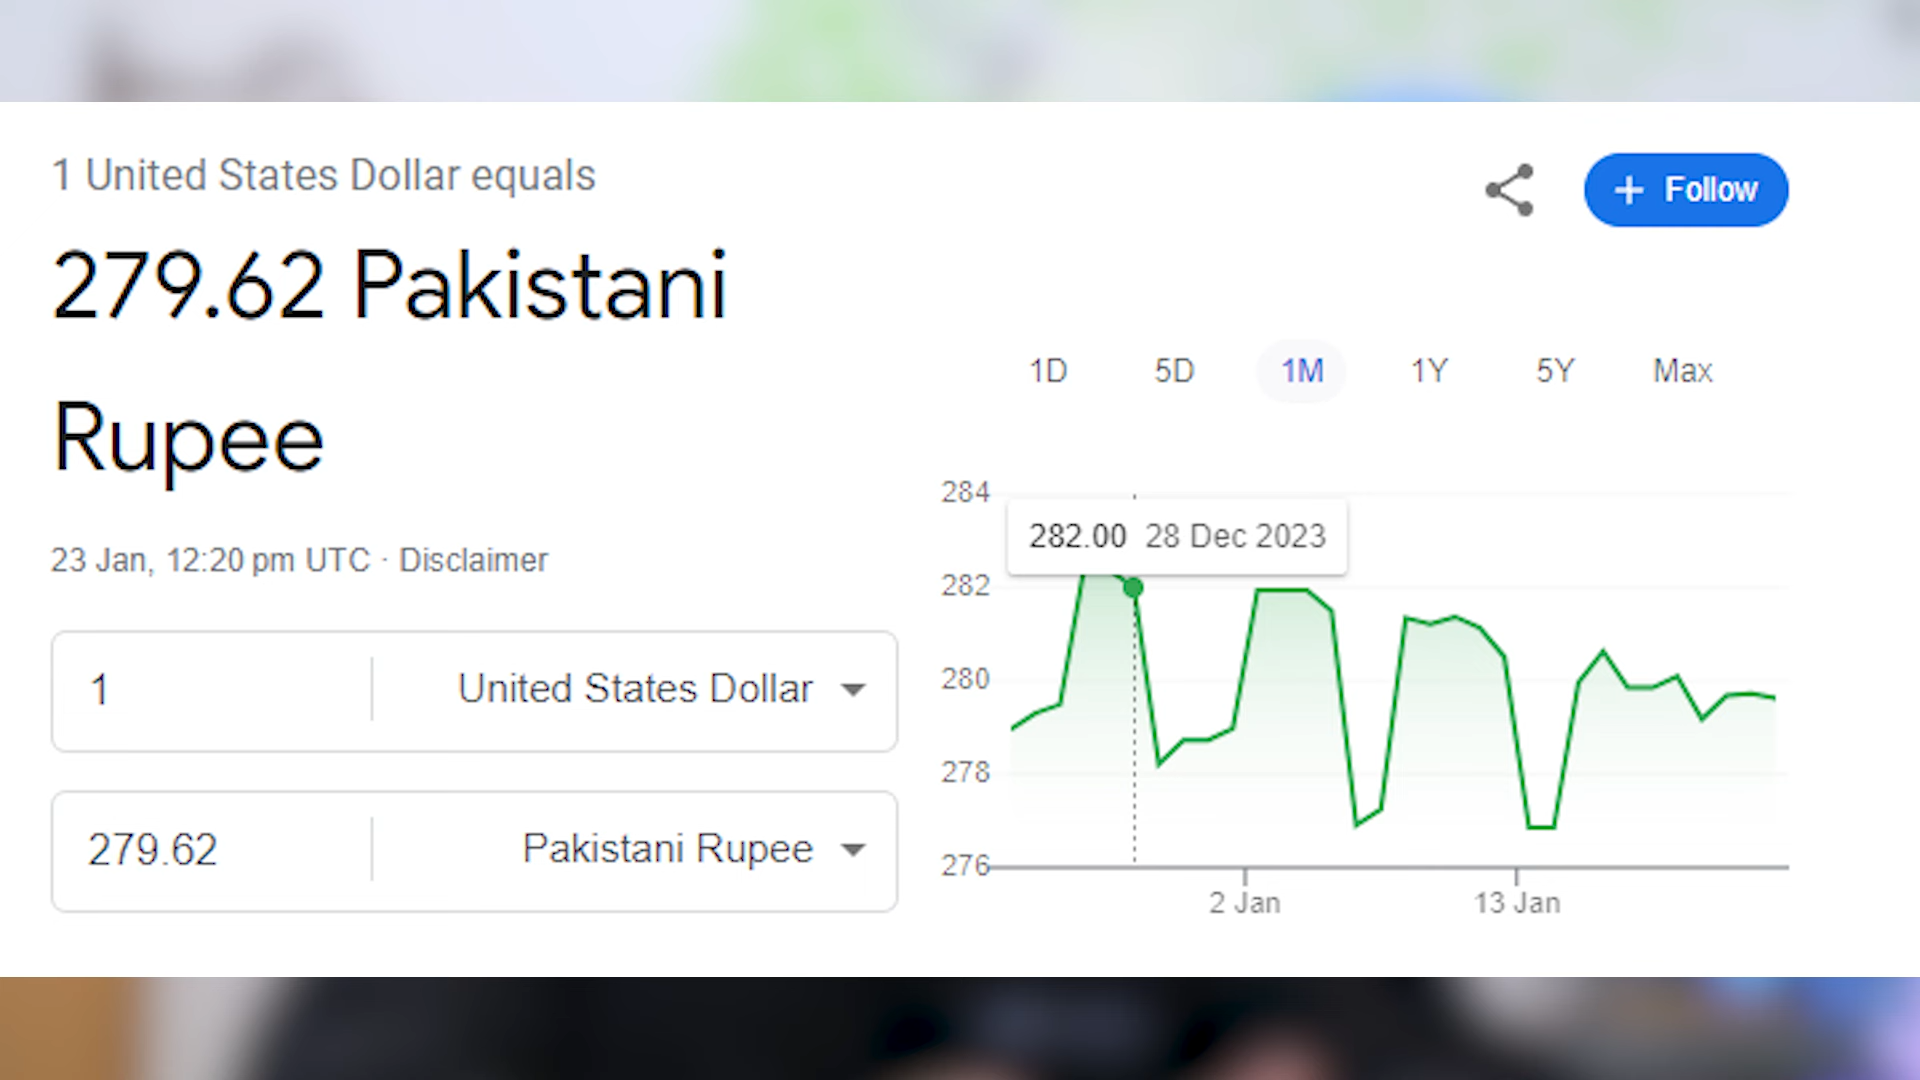 1 United States Dollar equals
279.62 Pakistani
Rupee
23 Jan, 12:20 pm UTC · Disclaimer
1 United States Dollar
279.62 Pakistani Rupee
+ Follow
1D 5D 1M 1Y 5Y Max
284
282.00 28 Dec 2023
282
280
278
276
2 Jan 13 Jan